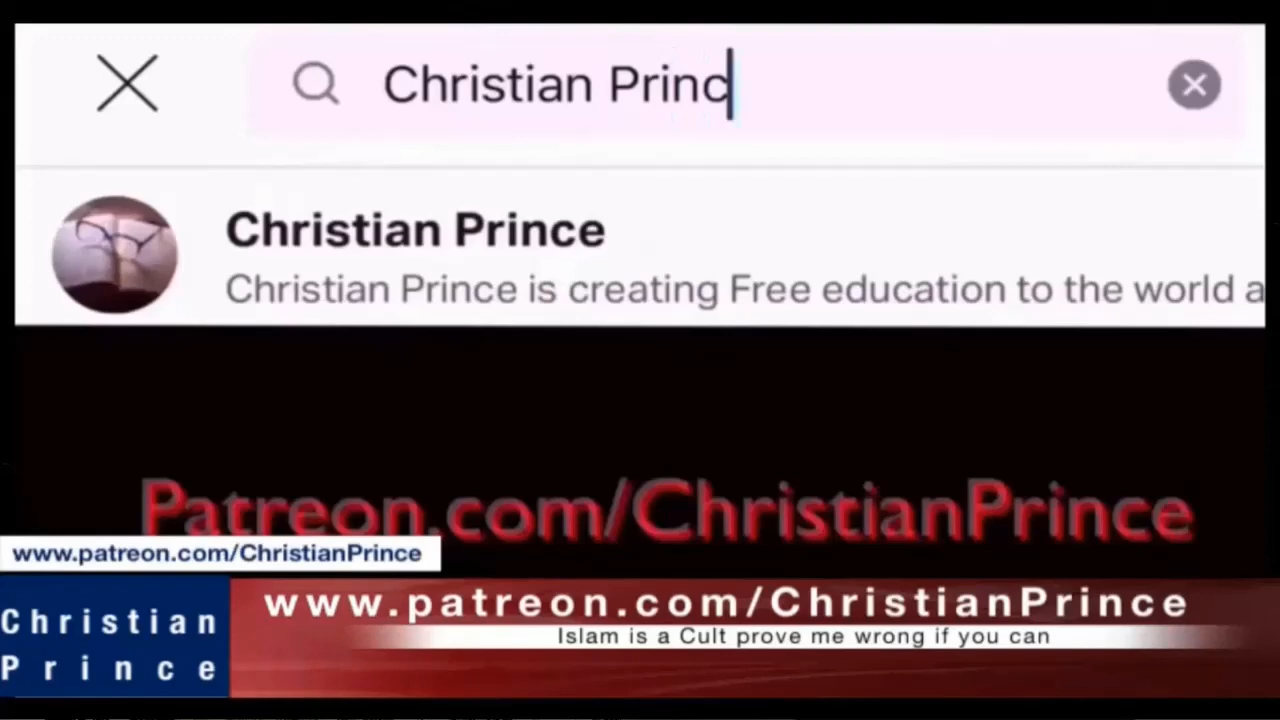 Christian Princ
Christian Prince
Christian Prince is creating Free education to the world a
Patreon.com/ChristianPrince
www.patreon.com/ChristianPrince
Christian
Prince
www.patreon.com/ChristianPrince
Islam is a Cult prove me wrong if you can